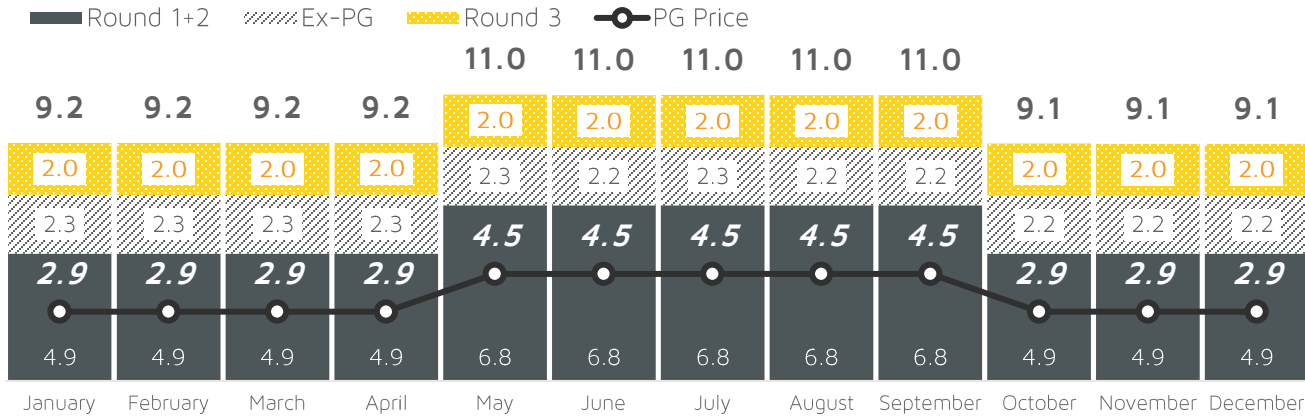 Round 1+2 Ex-PG Round 3 PG Price
11.0 11.0 11.0 11.0 11.0
9.2 9.2 9.2 9.2 9.1 9.1 9.1
2.0 2.0 2.0 2.0 2.0
2.0 2.0 2.0 2.0 2.0 2.0 2.0
2.3 2.2 2.3 2.2 2.2
2.3 2.3 2.3 2.3 2.2 2.2 2.2
4.5 4.5 4.5 4.5 4.5
2.9 2.9 2.9 2.9 2.9 2.9 2.9
4.9 4.9 4.9 4.9 6.8 6.8 6.8 6.8 6.8 4.9 4.9 4.9
January February March April May June July August September October November December